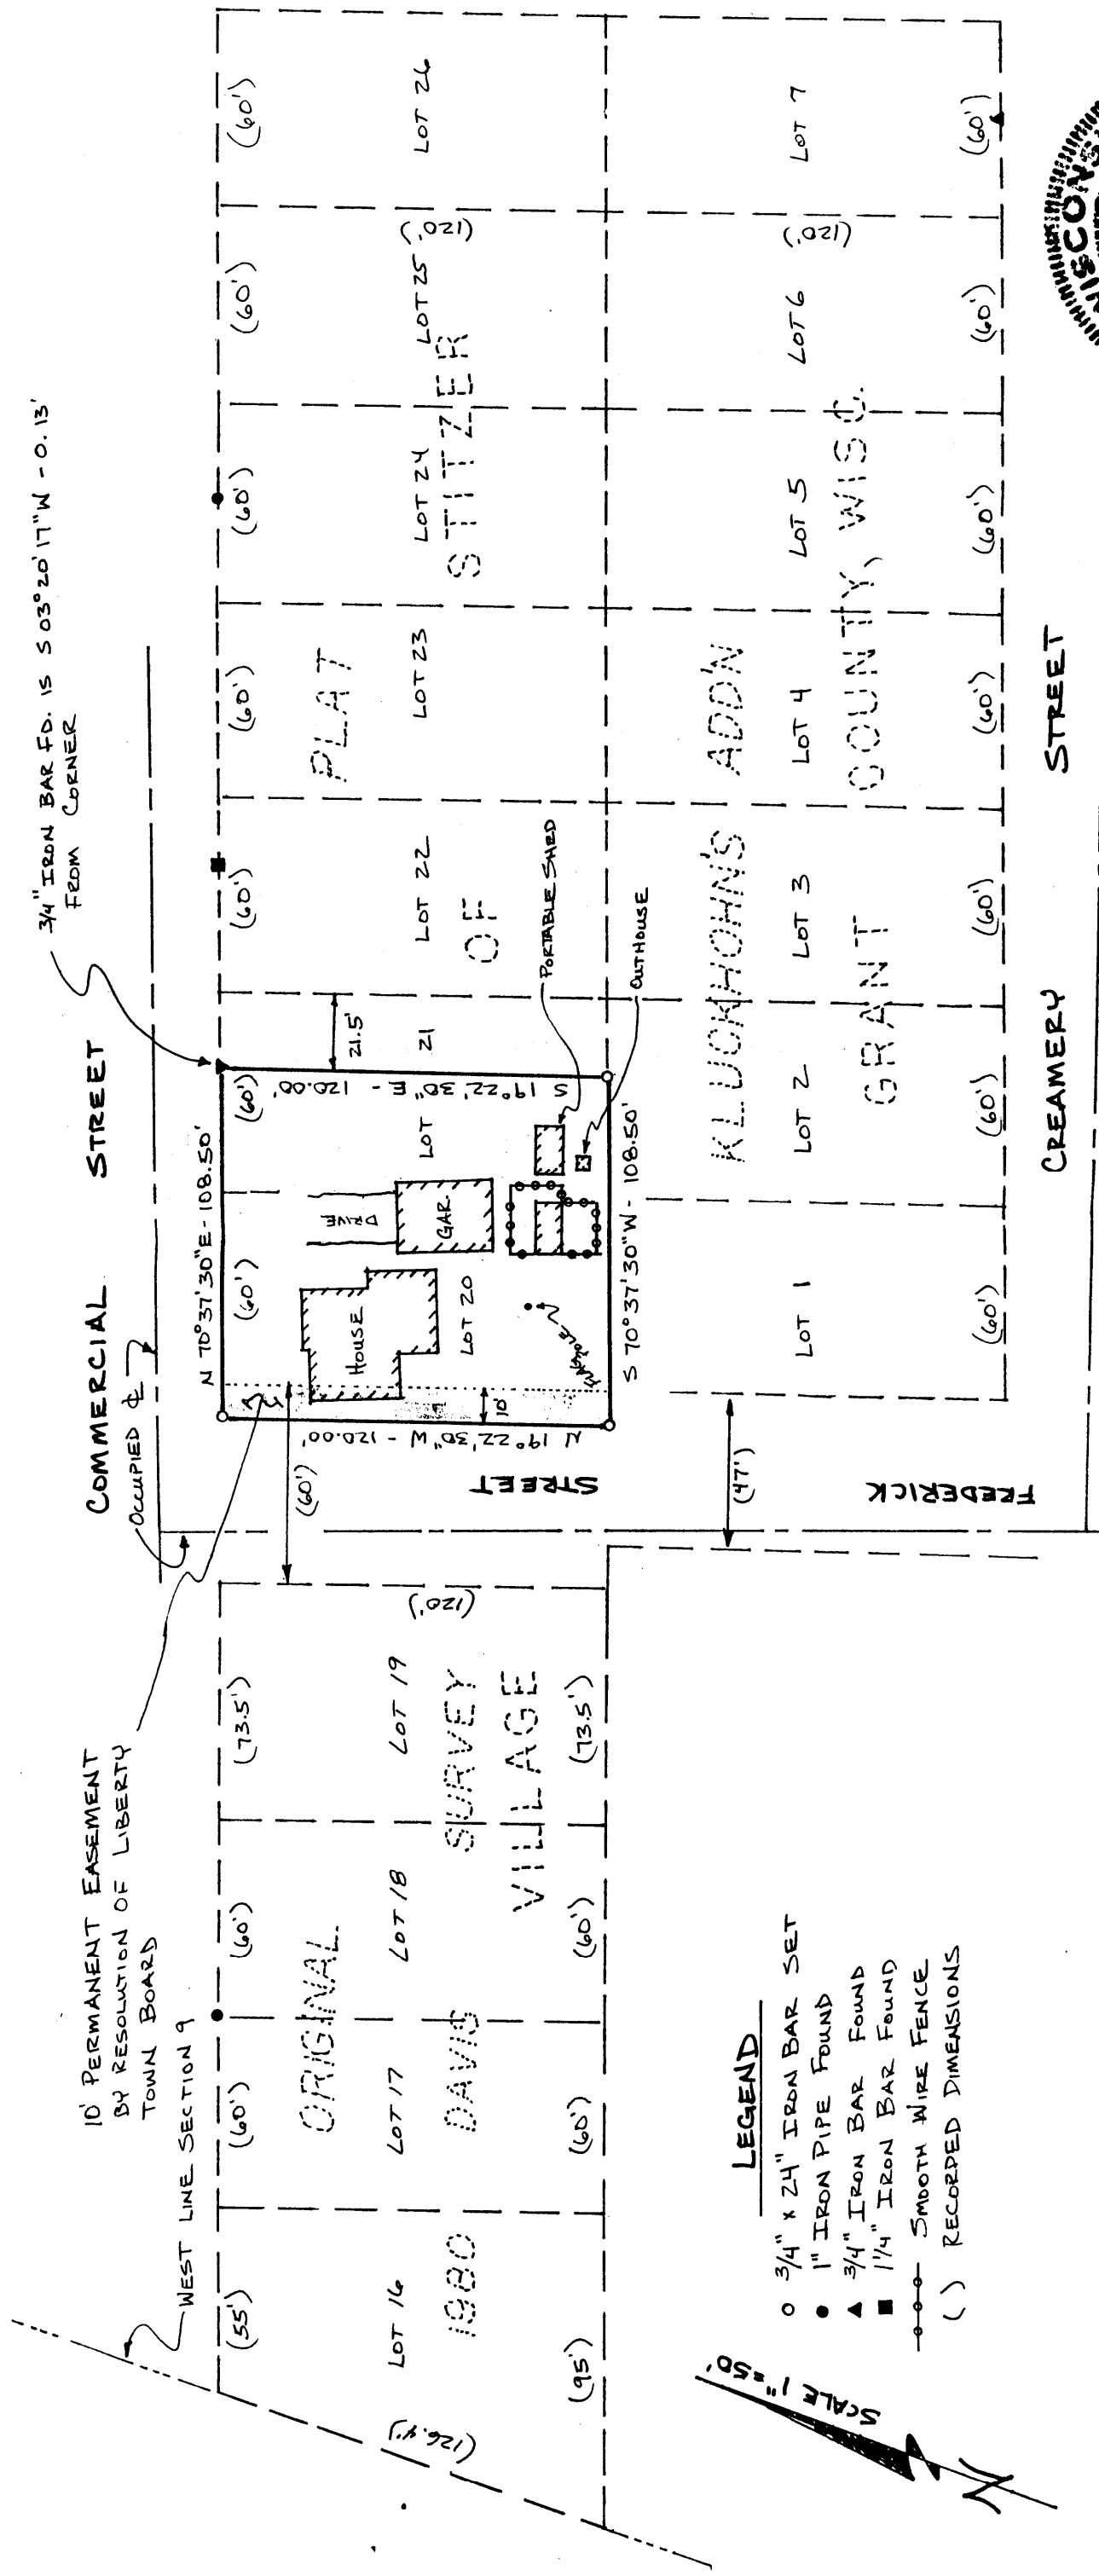 3/4" IRON BAR FD. IS S 03° 20' 17" W - 0.13'
FROM CORNER
COMMERCIAL STREET
OCCUPIED ℄
10' PERMANENT EASEMENT
BY RESOLUTION OF LIBERTY
TOWN BOARD
WEST LINE SECTION 9
N 70° 37' 30" E - 108.50'
(55')
(60')
(60')
(73.5')
(60')
(60')
(60')
(60')
(60')
(60')
(60')
(60')
21.5'
DRIVE
HOUSE
GAR.
10'
ORIGINAL
PLAT
LOT 16
LOT 17
LOT 18
LOT 19
LOT 20
LOT 21
LOT 22
LOT 23
LOT 24
LOT 25
LOT 26
(126.4')
(120')
N 19° 22' 30" W - 120.00'
S 19° 22' 30" E - 120.00'
(120')
1980 DAVIS SURVEY
OF STITZER
VILLAGE
PORTABLE SHED
OUTHOUSE
(95')
(60')
(60')
(73.5')
S 70° 37' 30" W - 108.50'
STREET
(47')
FREDERICK
KLUCKHOHN'S ADD'N
LOT 1
LOT 2
LOT 3
LOT 4
LOT 5
LOT 6
LOT 7
(120')
GRANT COUNTY, WISC.
(60')
(60')
(60')
(60')
(60')
(60')
(60')
CREAMERY STREET
LEGEND
3/4" x 24" IRON BAR SET
1" IRON PIPE FOUND
3/4" IRON BAR FOUND
1 1/4" IRON BAR FOUND
SMOOTH WIRE FENCE
( ) RECORDED DIMENSIONS
SCALE 1"=50'
N